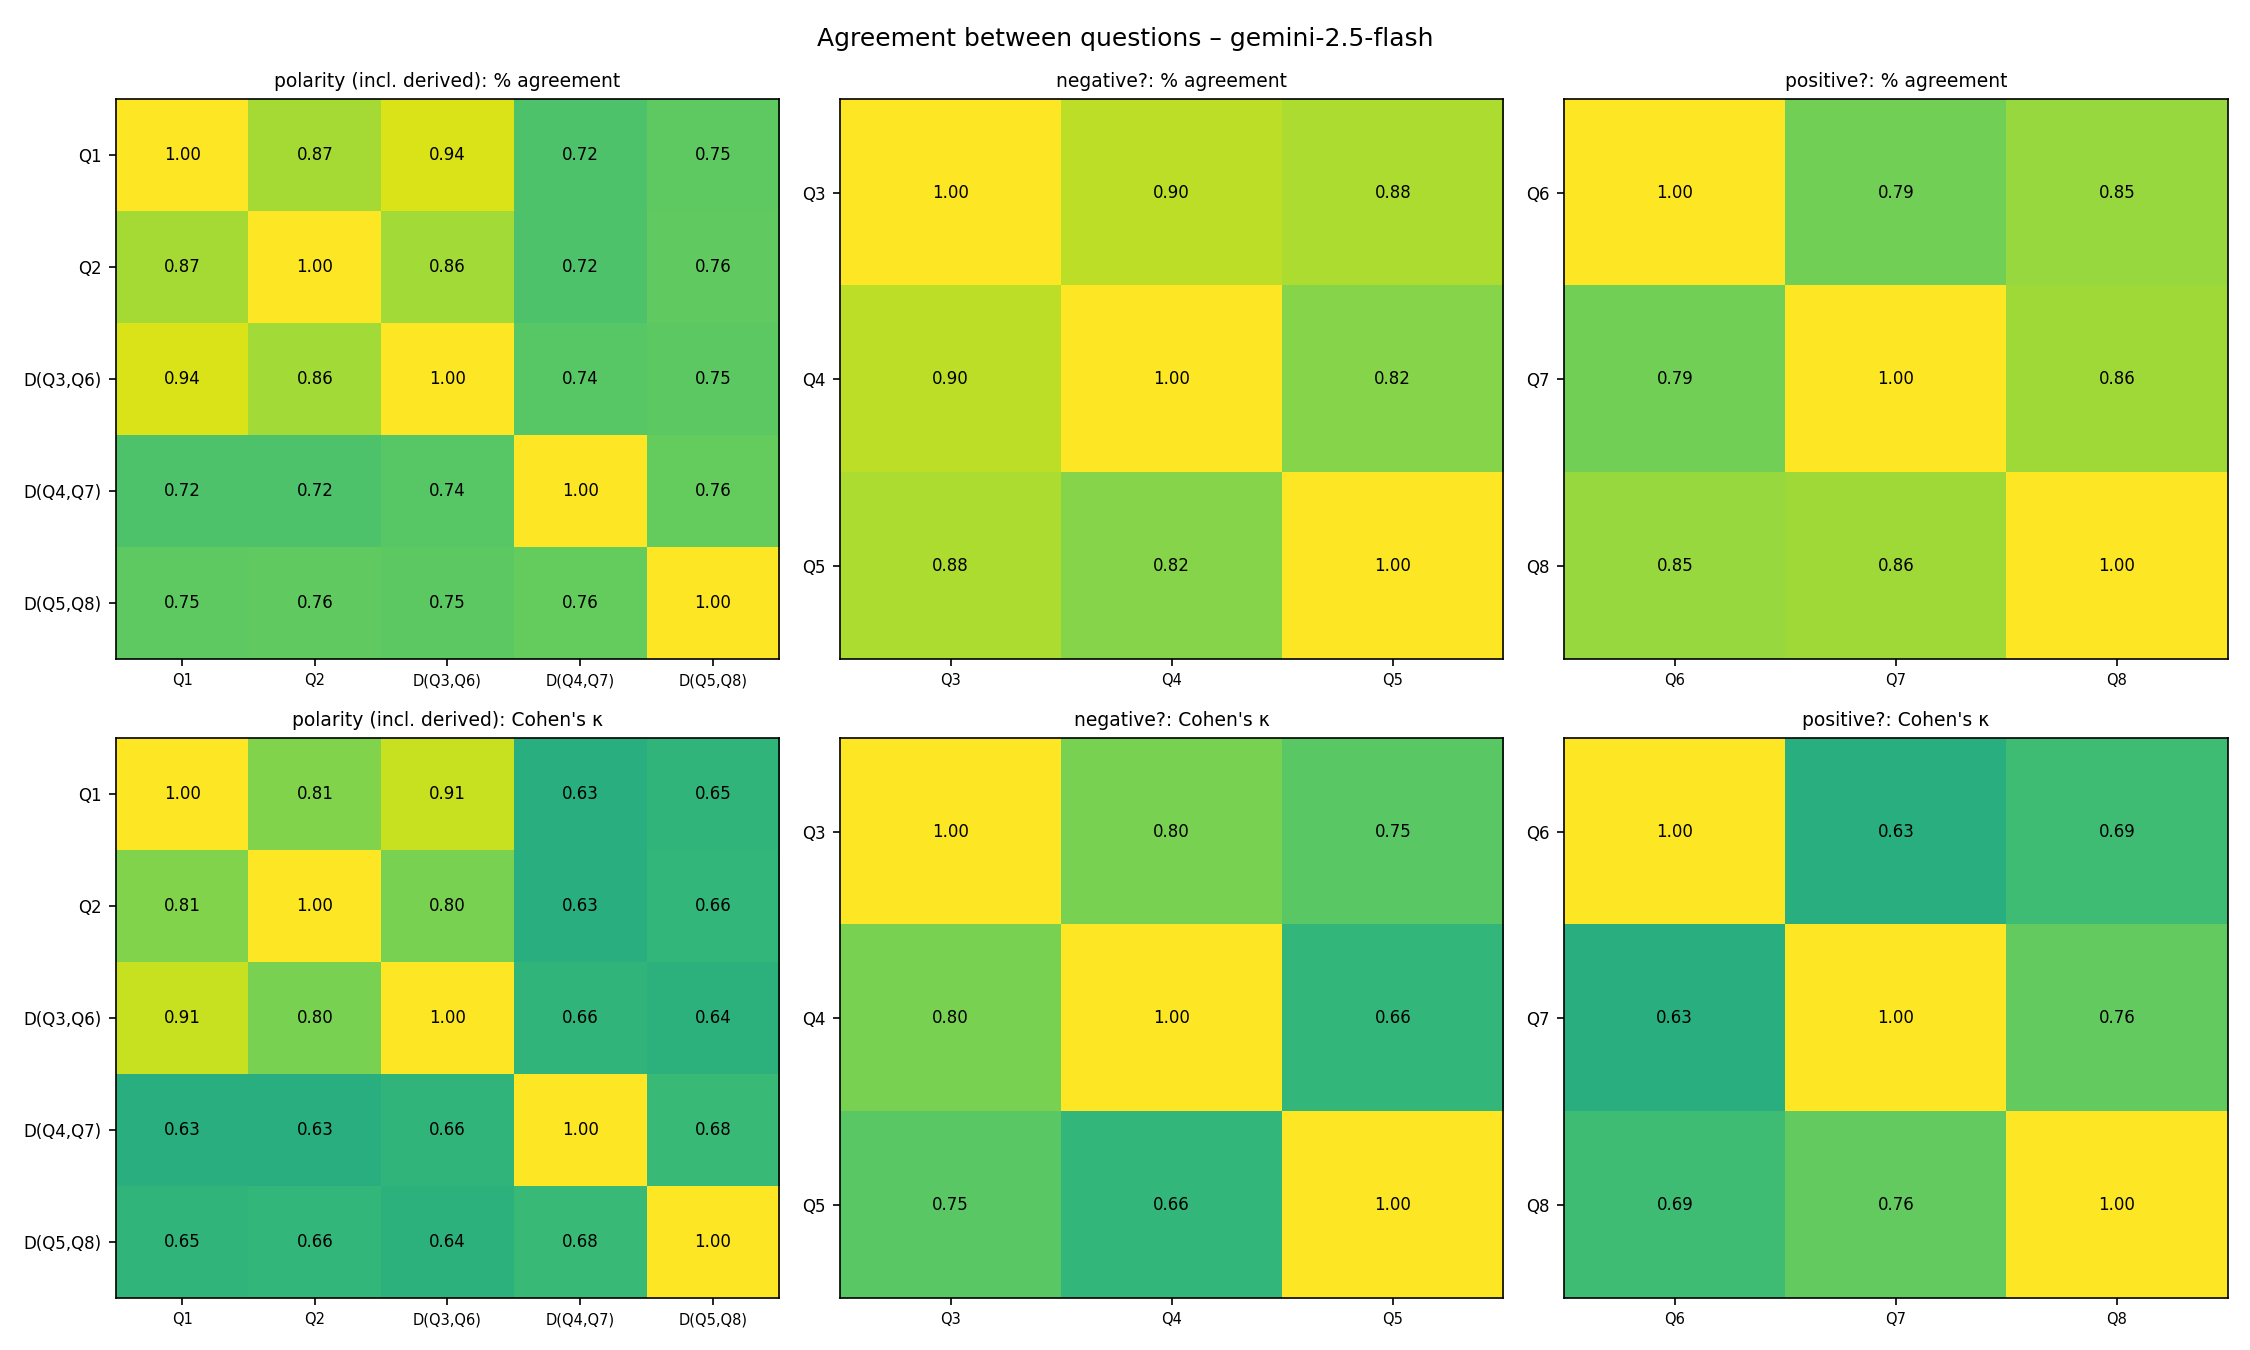 Agreement between questions – gemini-2.5-flash
polarity (incl. derived): % agreement
Q1 1.00 0.87 0.94 0.72 0.75
Q2 0.87 1.00 0.86 0.72 0.76
D(Q3,Q6) 0.94 0.86 1.00 0.74 0.75
D(Q4,Q7) 0.72 0.72 0.74 1.00 0.76
D(Q5,Q8) 0.75 0.76 0.75 0.76 1.00
Q1 Q2 D(Q3,Q6) D(Q4,Q7) D(Q5,Q8)
negative?: % agreement
Q3 1.00 0.90 0.88
Q4 0.90 1.00 0.82
Q5 0.88 0.82 1.00
Q3 Q4 Q5
positive?: % agreement
Q6 1.00 0.79 0.85
Q7 0.79 1.00 0.86
Q8 0.85 0.86 1.00
Q6 Q7 Q8
polarity (incl. derived): Cohen's κ
Q1 1.00 0.81 0.91 0.63 0.65
Q2 0.81 1.00 0.80 0.63 0.66
D(Q3,Q6) 0.91 0.80 1.00 0.66 0.64
D(Q4,Q7) 0.63 0.63 0.66 1.00 0.68
D(Q5,Q8) 0.65 0.66 0.64 0.68 1.00
Q1 Q2 D(Q3,Q6) D(Q4,Q7) D(Q5,Q8)
negative?: Cohen's κ
Q3 1.00 0.80 0.75
Q4 0.80 1.00 0.66
Q5 0.75 0.66 1.00
Q3 Q4 Q5
positive?: Cohen's κ
Q6 1.00 0.63 0.69
Q7 0.63 1.00 0.76
Q8 0.69 0.76 1.00
Q6 Q7 Q8